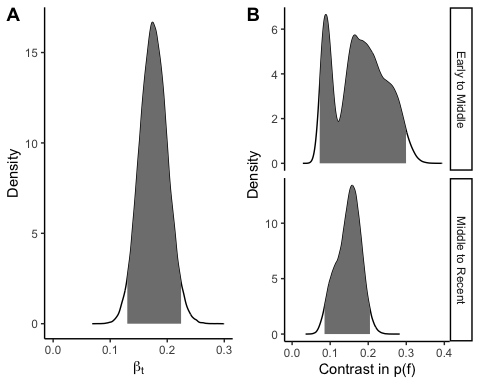 A
Density
15
10
5
0
0.0 0.1 0.2 0.3
βt
B
Density
6
4
2
0
Early to Middle
10
5
0
Middle to Recent
0.0 0.1 0.2 0.3 0.4
Contrast in p(f)